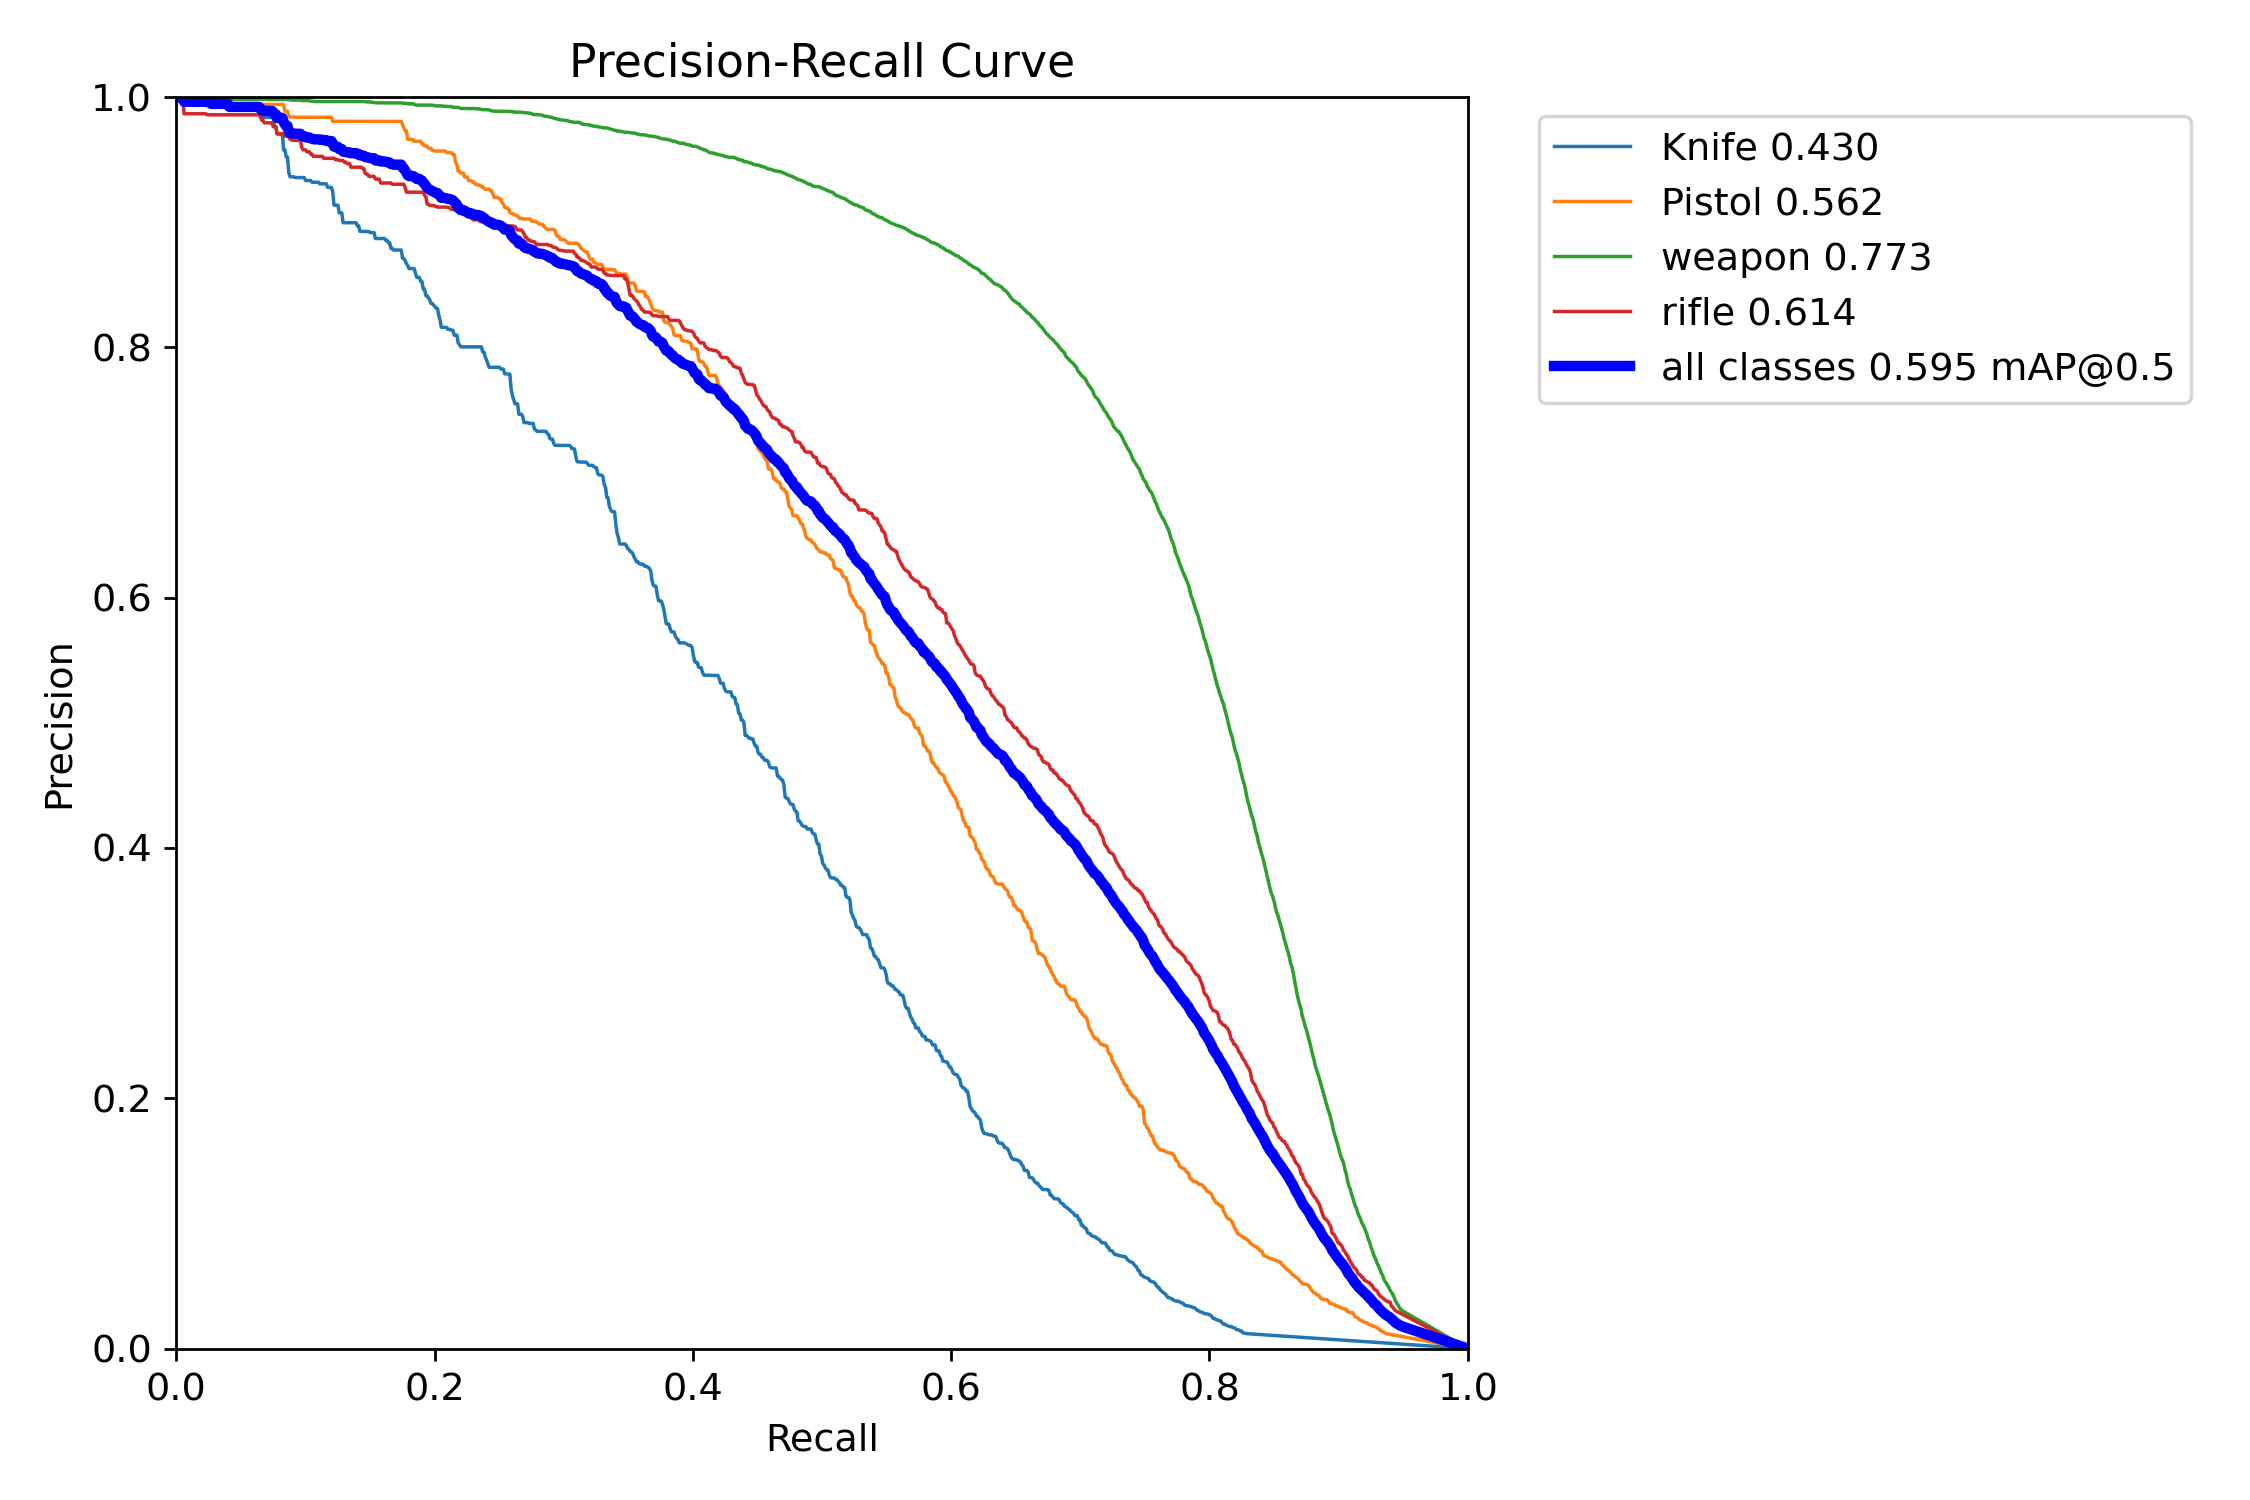 Precision-Recall Curve
1.0
0.8
0.6
0.4
0.2
0.0
Precision
0.0 0.2 0.4 0.6 0.8 1.0
Recall
Knife 0.430
Pistol 0.562
weapon 0.773
rifle 0.614
all classes 0.595 mAP@0.5